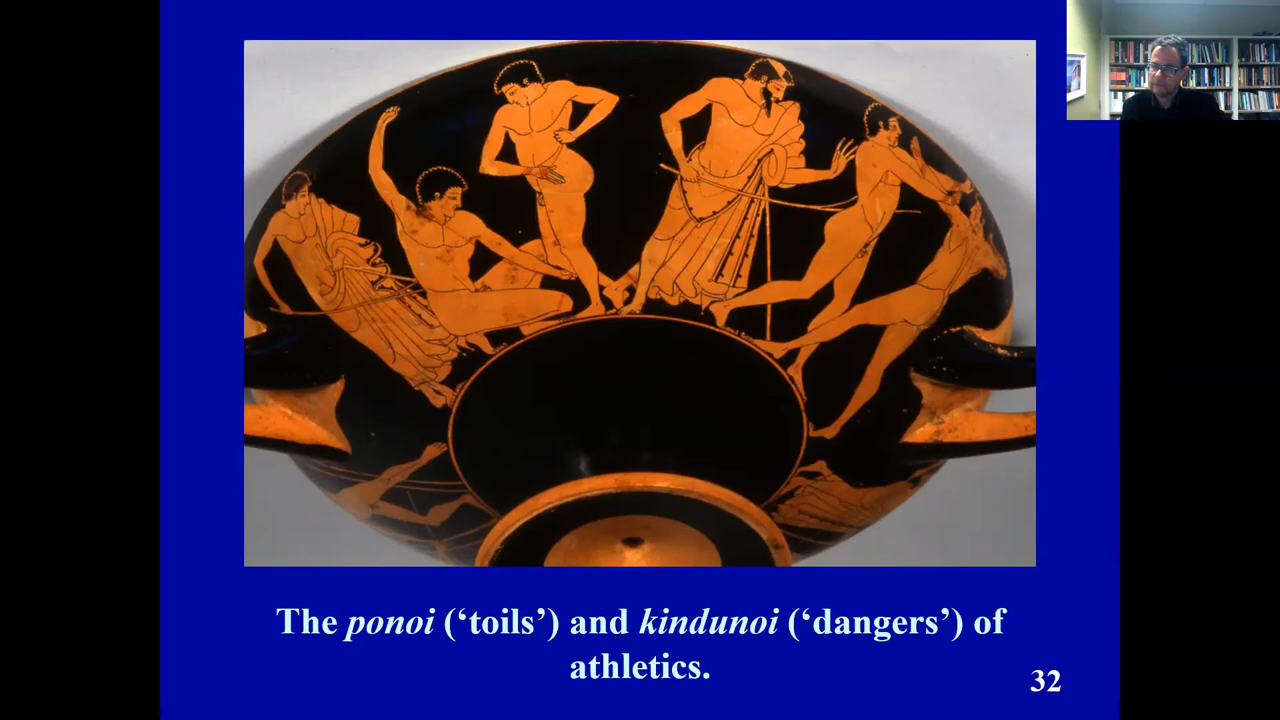 The ponoi (‘toils’) and kindunoi (‘dangers’) of
athletics.
32